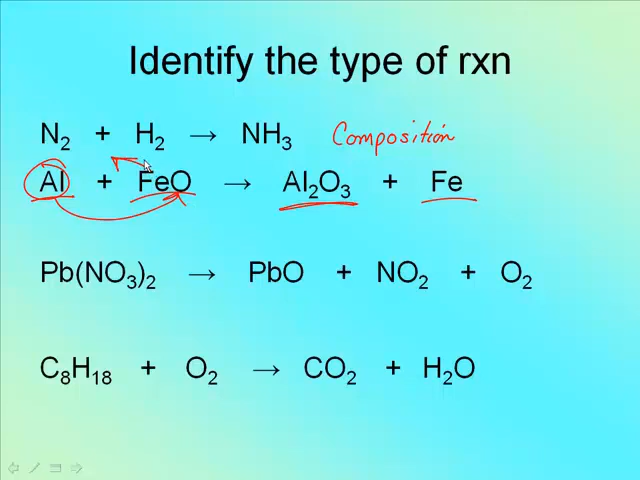 Identify the type of rxn
N₂ + H₂ → NH₃ Composition
Al + FeO → Al₂O₃ + Fe
Pb(NO₃)₂ → PbO + NO₂ + O₂
C₈H₁₈ + O₂ → CO₂ + H₂O